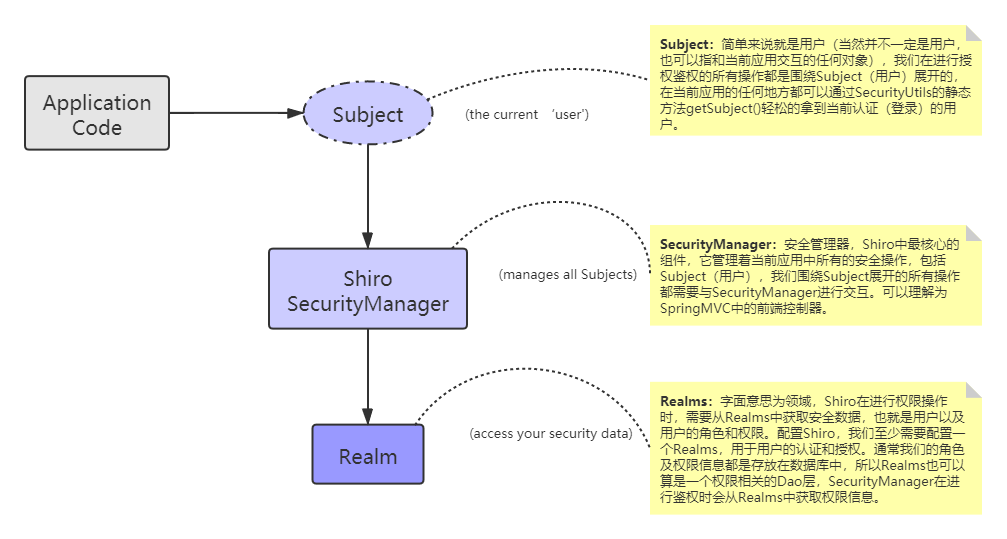 Application
Code
Subject
(the current ‘user’)
Subject：简单来说就是用户（当然并不一定是用户，
也可以指和当前应用交互的任何对象），我们在进行授
权鉴权的所有操作都是围绕Subject（用户）展开的，
在当前应用的任何地方都可以通过SecurityUtils的静态
方法getSubject()轻松的拿到当前认证（登录）的用
户。
Shiro
SecurityManager
(manages all Subjects)
SecurityManager：安全管理器，Shiro中最核心的
组件，它管理着当前应用中所有的安全操作，包括
Subject（用户），我们围绕Subject展开的所有操作
都需要与SecurityManager进行交互。可以理解为
SpringMVC中的前端控制器。
Realm
(access your security data)
Realms：字面意思为领域，Shiro在进行权限操作
时，需要从Realms中获取安全数据，也就是用户以及
用户的角色和权限。配置Shiro，我们至少需要配置一
个Realms，用于用户的认证和授权。通常我们的角色
及权限信息都是存放在数据库中，所以Realms也可以
算是一个权限相关的Dao层，SecurityManager在进
行鉴权时会从Realms中获取权限信息。